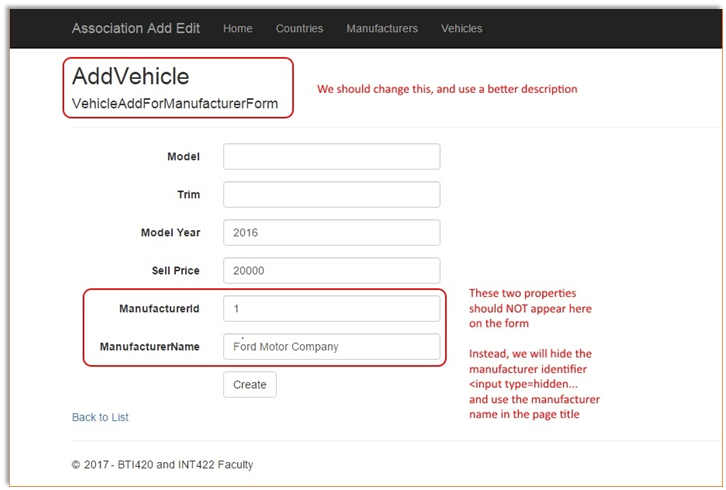 Association Add Edit Home Countries Manufacturers Vehicles
AddVehicle
VehicleAddForManufacturerForm
We should change this, and use a better description
Model
Trim
Model Year 2016
Sell Price 20000
ManufacturerId 1
ManufacturerName Ford Motor Company
These two properties
should NOT appear here
on the form
Instead, we will hide the
manufacturer identifier
<input type=hidden...
and use the manufacturer
name in the page title
Create
Back to List
© 2017 - BTI420 and INT422 Faculty